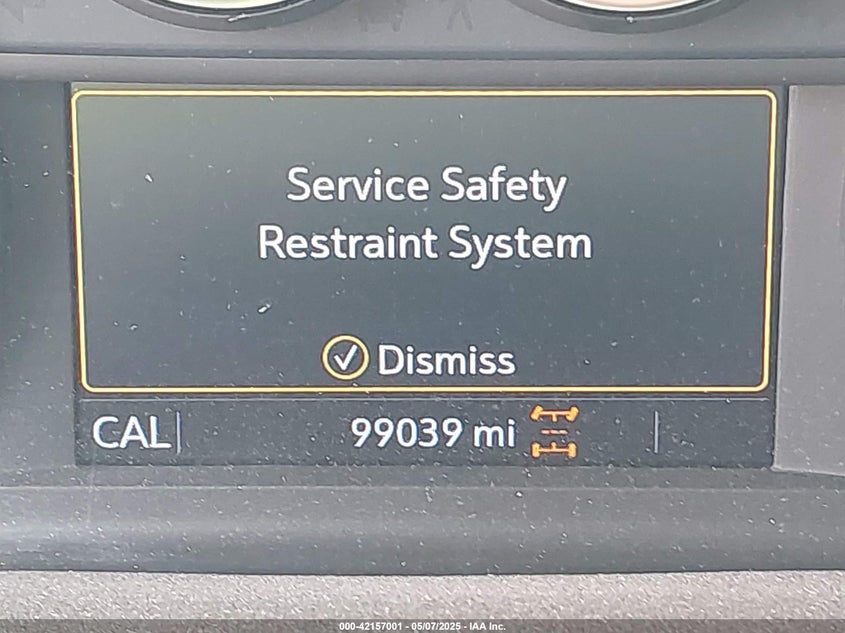 Service Safety
Restraint System
Dismiss
CAL 99039 mi
000-42157001 - 05/07/2025 - IAA Inc.